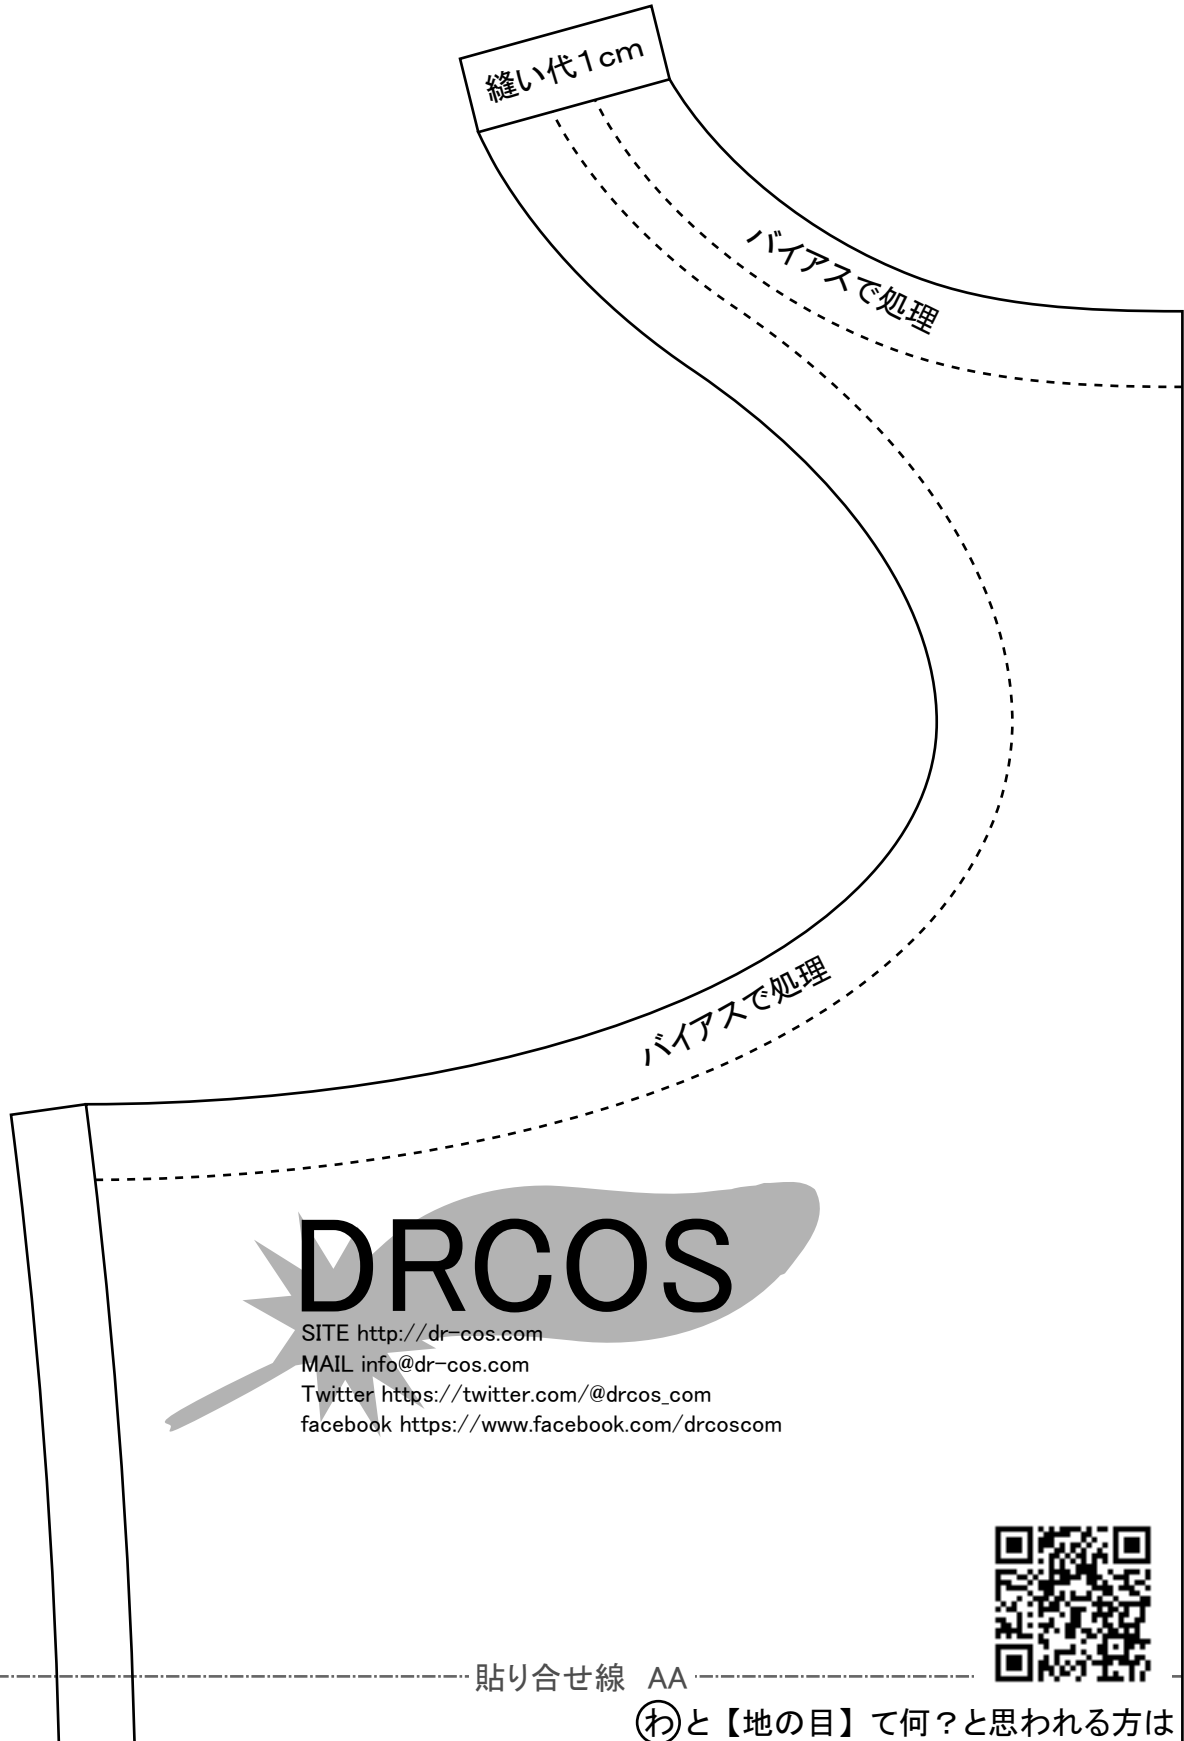 縫い代1cm
バイアスで処理
バイアスで処理
DRCOS
SITE http://dr-cos.com
MAIL info@dr-cos.com
Twitter https://twitter.com/@drcos_com
facebook https://www.facebook.com/drcoscom
貼り合せ線 AA
わと【地の目】て何?と思われる方は